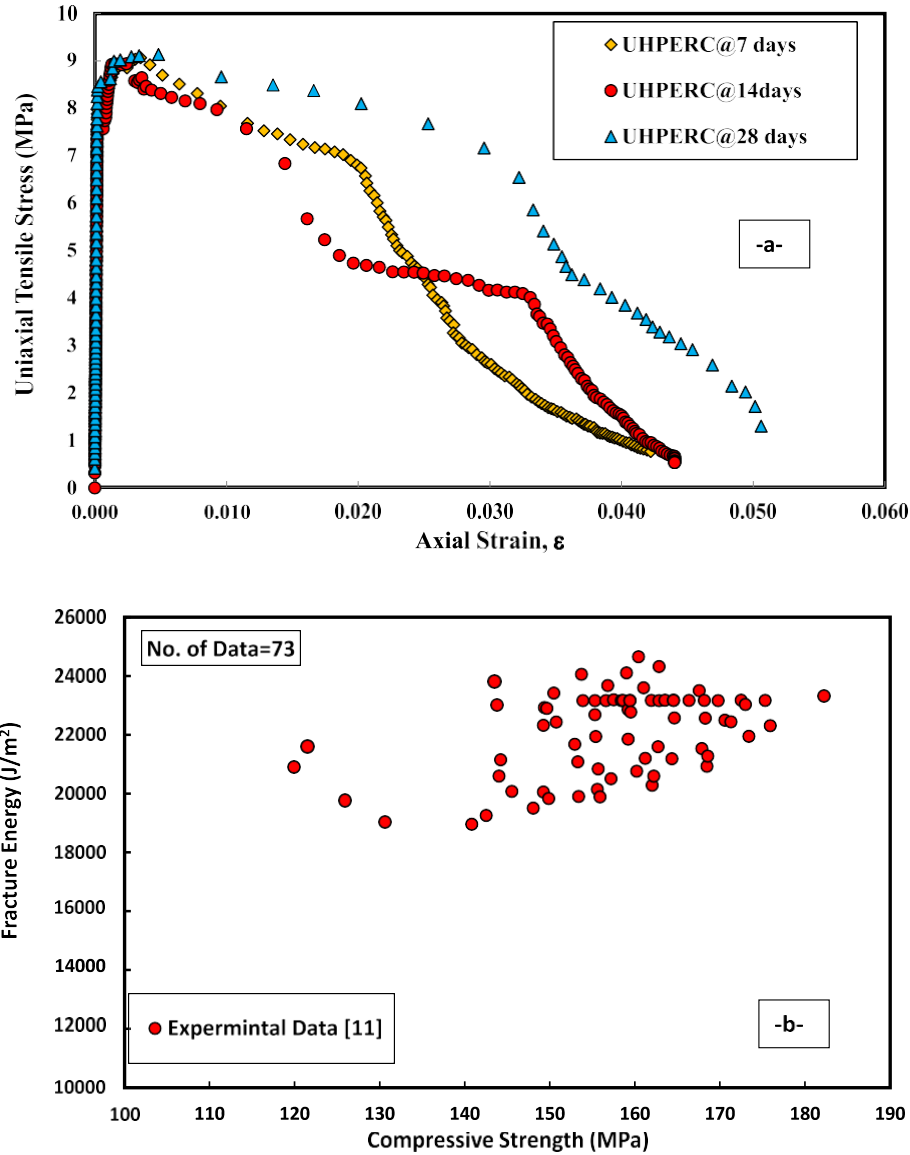 10
9
8
7
6
5
4
3
2
1
0
Uniaxial Tensile Stress (MPa)
UHPERC@7 days
UHPERC@14days
UHPERC@28 days
-a-
0.000 0.010 0.020 0.030 0.040 0.050 0.060
Axial Strain, ε
26000
24000
22000
20000
18000
16000
14000
12000
10000
Fracture Energy (J/m²)
No. of Data=73
Expermintal Data [11]
-b-
100 110 120 130 140 150 160 170 180 190
Compressive Strength (MPa)